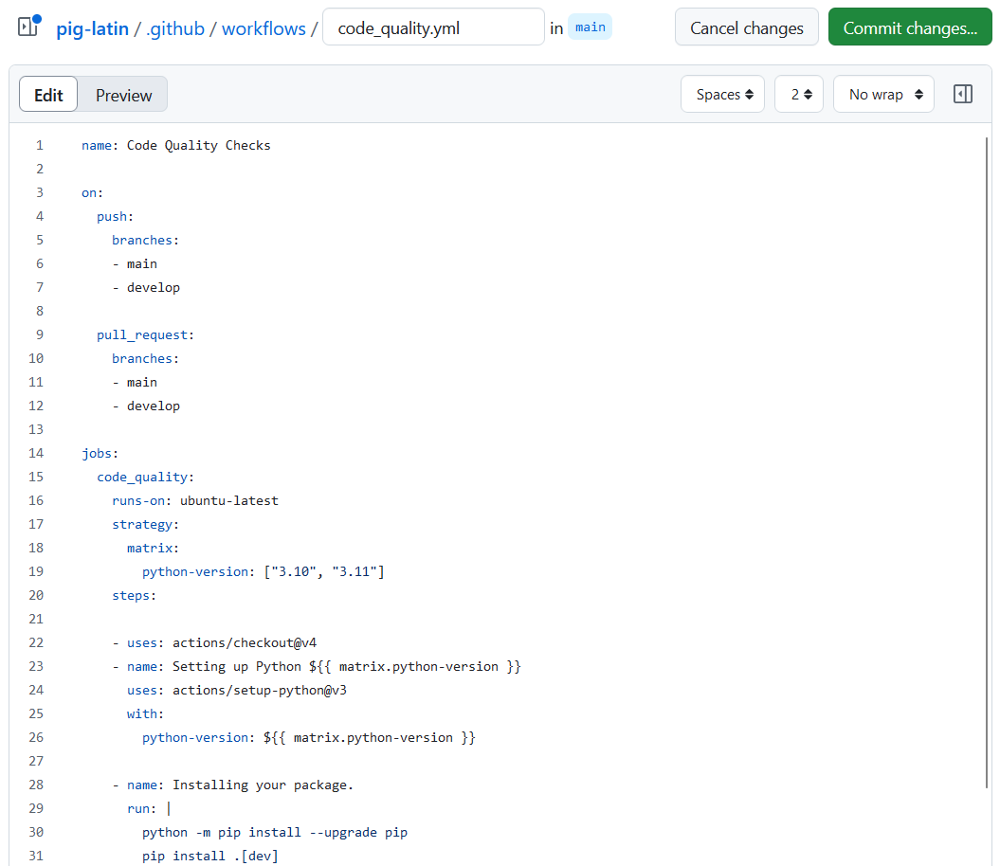 pig-latin / .github / workflows / code_quality.yml in main Cancel changes Commit changes...
Edit Preview Spaces 2 No wrap
1 name: Code Quality Checks
2
3 on:
4   push:
5     branches:
6     - main
7     - develop
8
9   pull_request:
10     branches:
11     - main
12     - develop
13
14 jobs:
15   code_quality:
16     runs-on: ubuntu-latest
17     strategy:
18       matrix:
19         python-version: ["3.10", "3.11"]
20     steps:
21
22     - uses: actions/checkout@v4
23     - name: Setting up Python ${{ matrix.python-version }}
24       uses: actions/setup-python@v3
25       with:
26         python-version: ${{ matrix.python-version }}
27
28     - name: Installing your package.
29       run: |
30         python -m pip install --upgrade pip
31         pip install .[dev]